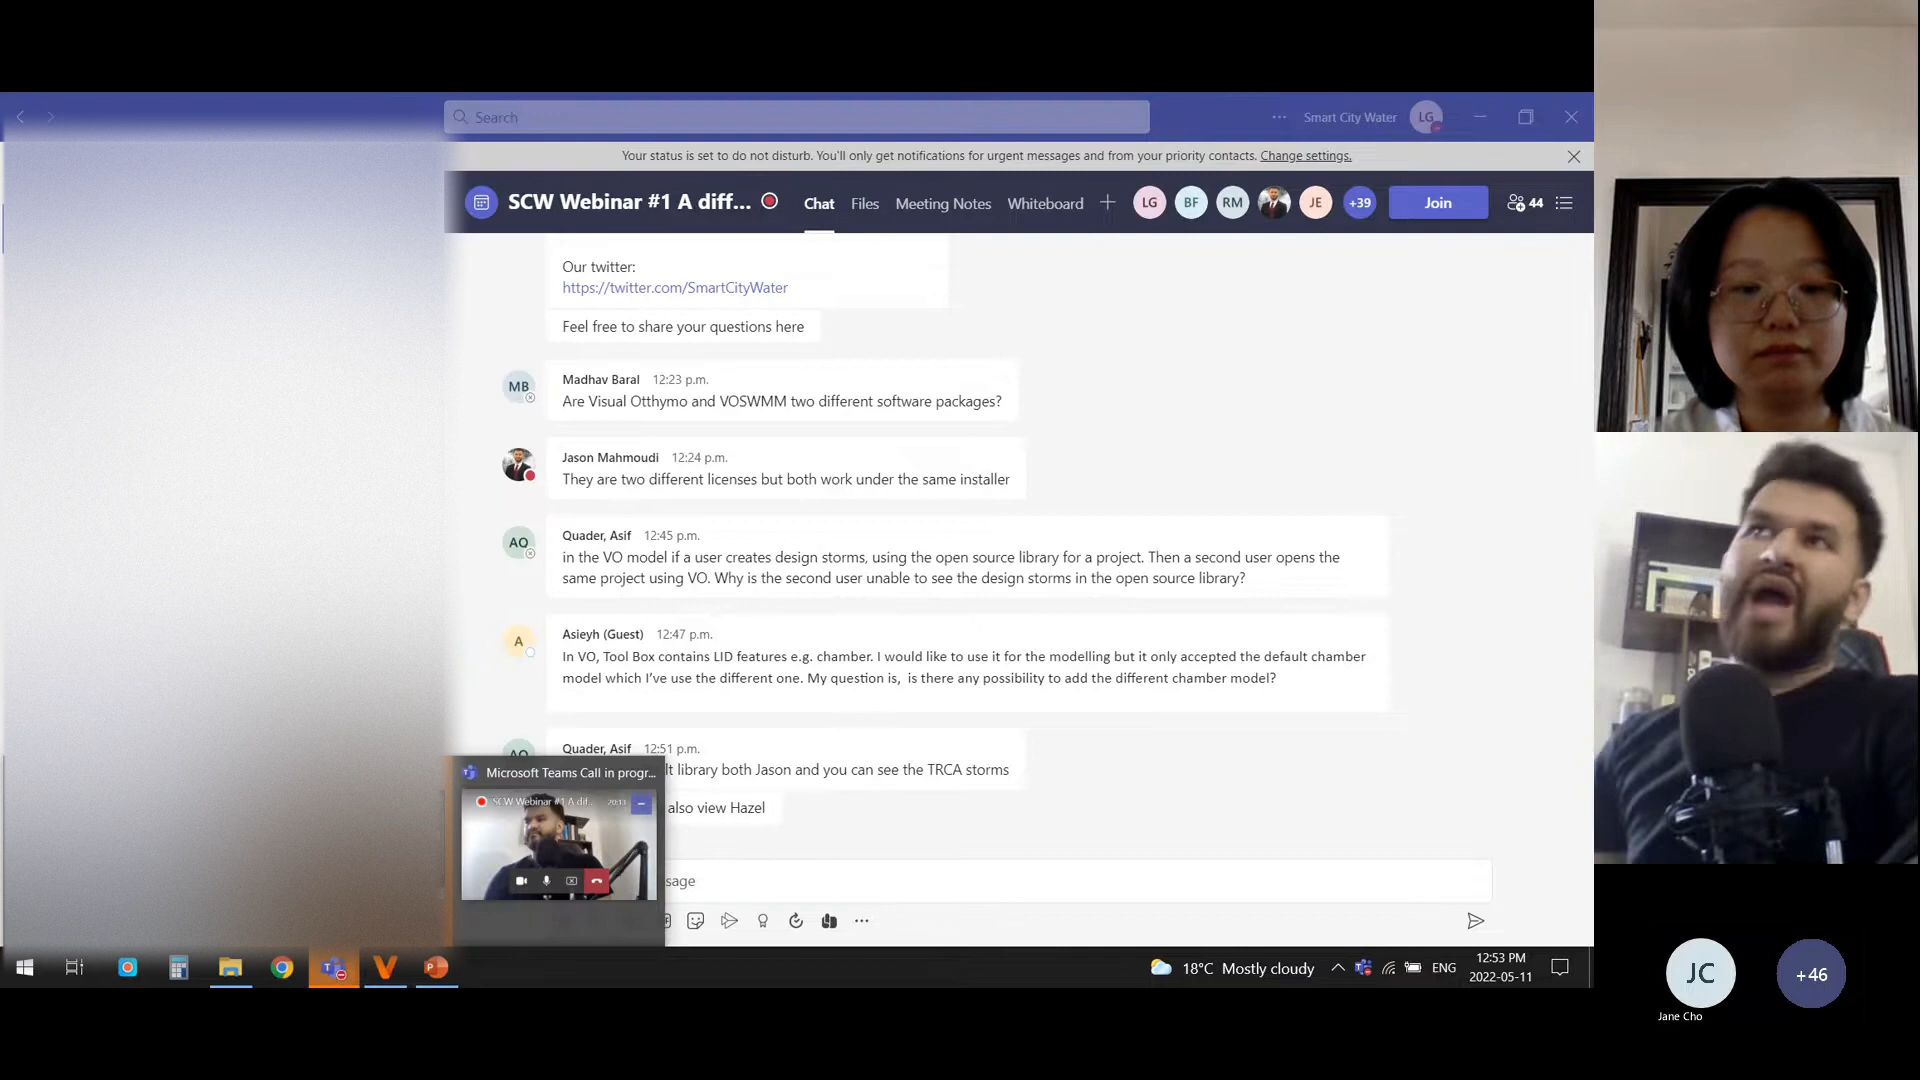 Search
Smart City Water
LG
Your status is set to do not disturb. You'll only get notifications for urgent messages and from your priority contacts. Change settings.
SCW Webinar #1 A diff...
Chat
Files
Meeting Notes
Whiteboard
LG
BF
RM
JE
+39
Join
44
Our twitter:
https://twitter.com/SmartCityWater
Feel free to share your questions here
MB
Madhav Baral 12:23 p.m.
Are Visual Otthymo and VOSWMM two different software packages?
Jason Mahmoudi 12:24 p.m.
They are two different licenses but both work under the same installer
AQ
Quader, Asif 12:45 p.m.
in the VO model if a user creates design storms, using the open source library for a project. Then a second user opens the
same project using VO. Why is the second user unable to see the design storms in the open source library?
A
Asieyh (Guest) 12:47 p.m.
In VO, Tool Box contains LID features e.g. chamber. I would like to use it for the modelling but it only accepted the default chamber
model which I've use the different one. My question is, is there any possibility to add the different chamber model?
AQ
Quader, Asif 12:51 p.m.
lt library both Jason and you can see the TRCA storms
also view Hazel
Microsoft Teams Call in progr...
SCW Webinar #1 A dif...
20:13
sage
18°C Mostly cloudy
ENG
12:53 PM
2022-05-11
JC
+46
Jane Cho